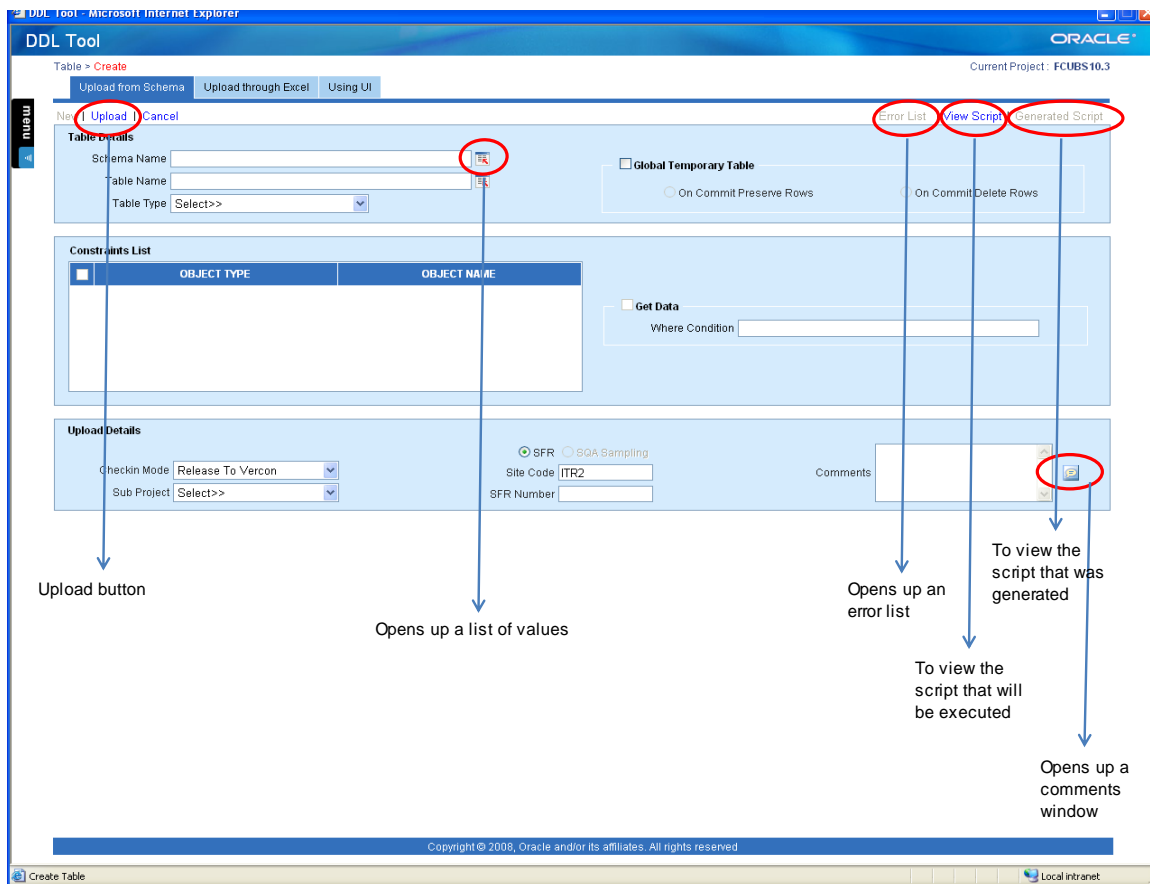 DDL Tool - Microsoft Internet Explorer
DDL Tool
ORACLE
Table > Create
Current Project : FCUBS10.3
Upload from Schema
Upload through Excel
Using UI
menu
New | Upload | Cancel
Error List | View Script | Generated Script
Table Details
Schema Name
Table Name
Table Type Select>>
Global Temporary Table
On Commit Preserve Rows
On Commit Delete Rows
Constraints List
OBJECT TYPE
OBJECT NAME
Get Data
Where Condition
Upload Details
Checkin Mode Release To Vercon
Sub Project Select>>
SFR
SQA Sampling
Site Code ITR2
SFR Number
Comments
Upload button
Opens up a list of values
Opens up an
error list
To view the
script that was
generated
To view the
script that will
be executed
Opens up a
comments
window
Copyright © 2008, Oracle and/or its affiliates. All rights reserved
Create Table
Local intranet